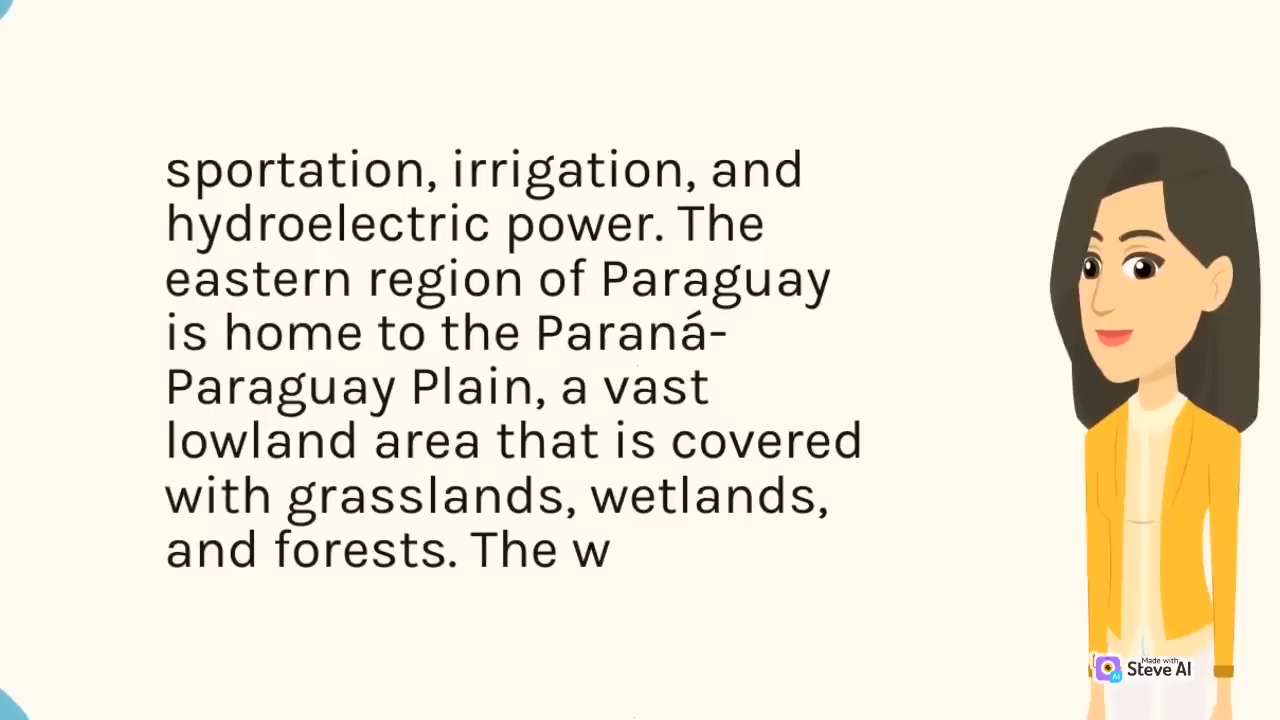 sportation, irrigation, and
hydroelectric power. The
eastern region of Paraguay
is home to the Paraná-
Paraguay Plain, a vast
lowland area that is covered
with grasslands, wetlands,
and forests. The w
Made with
Steve AI